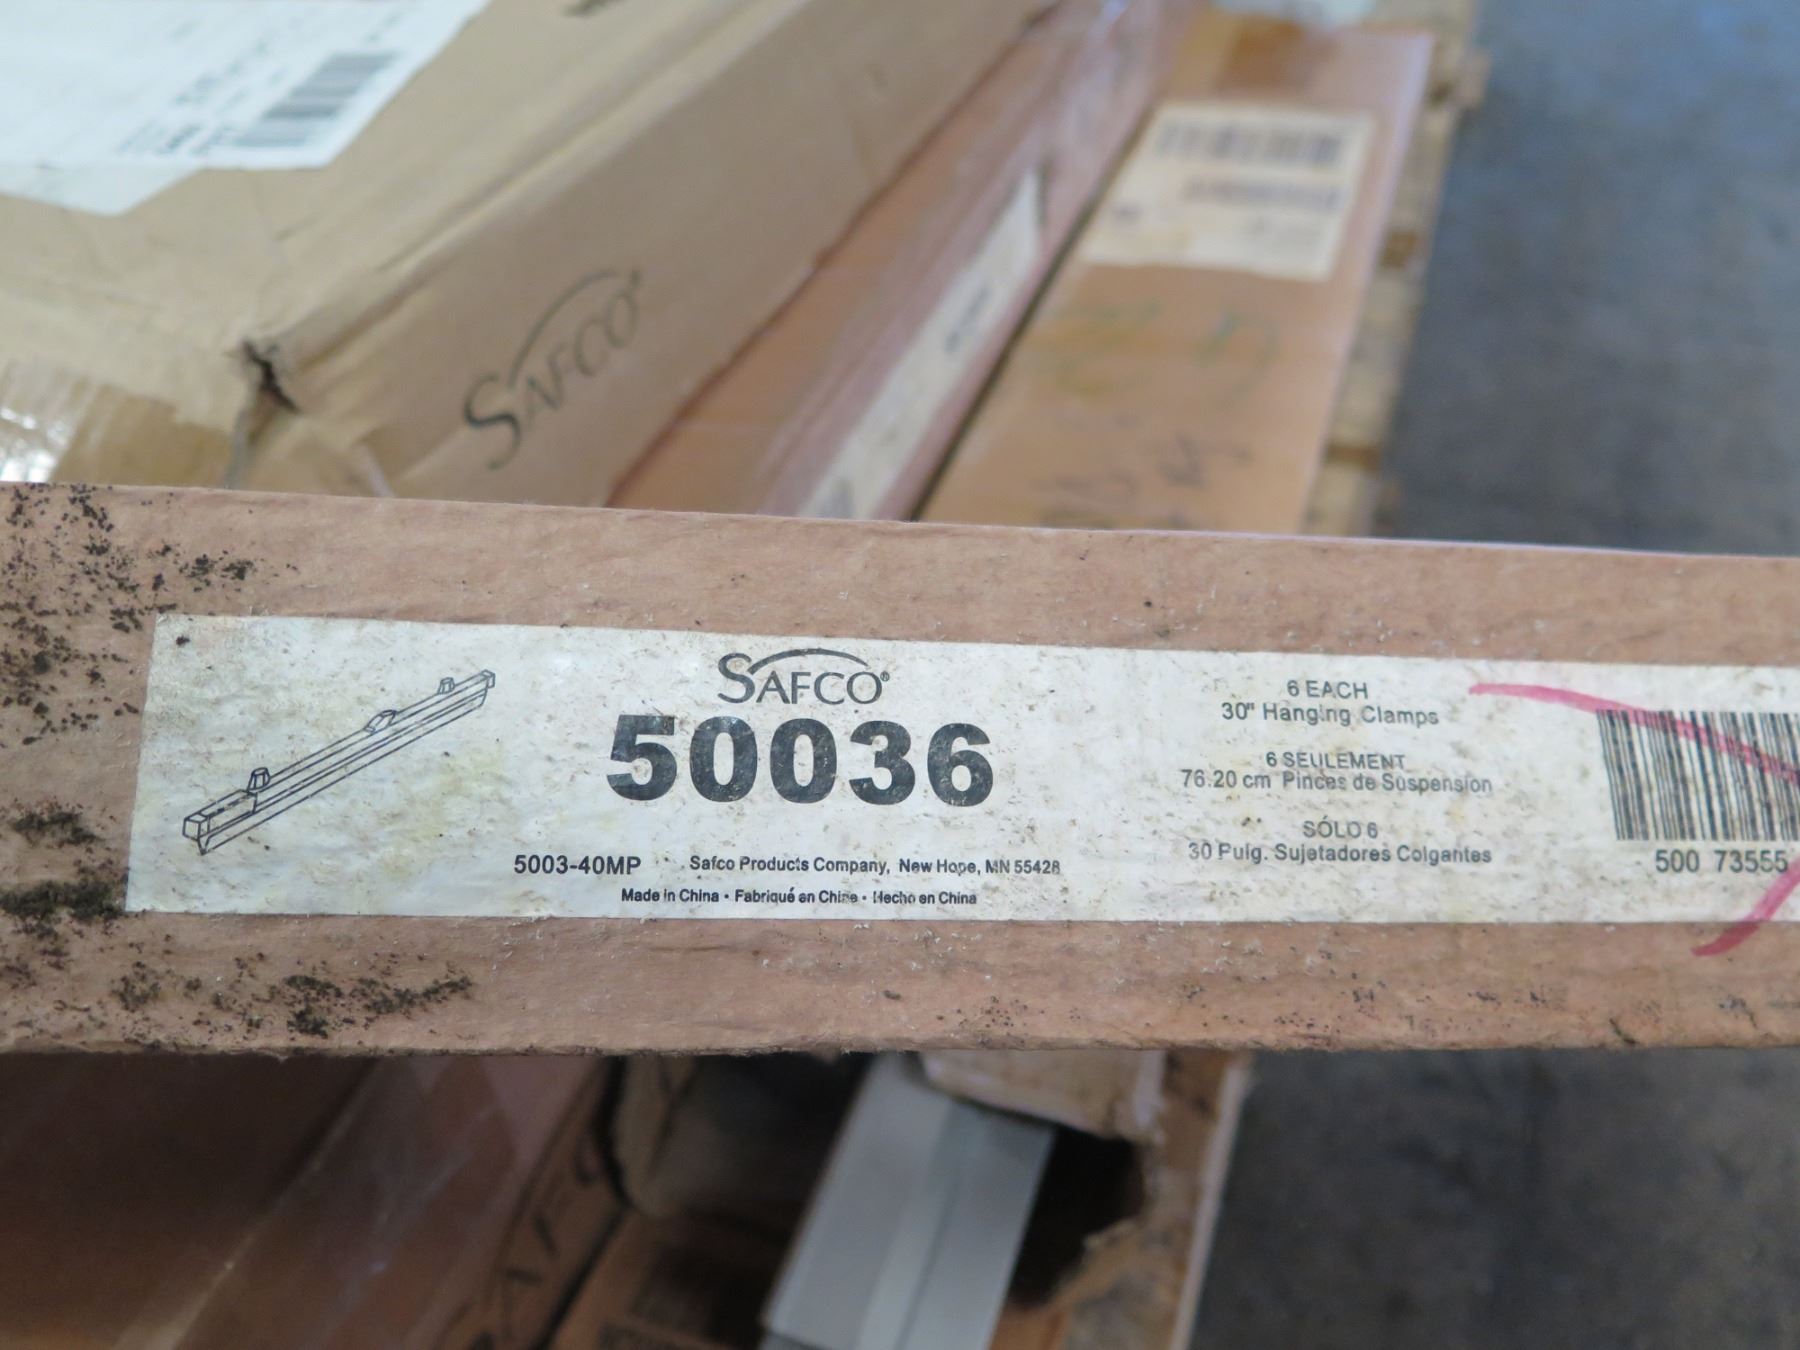 SAFCO
SAFCO®
50036
5003-40MP
Safco Products Company, New Hope, MN 55428
Made in China • Fabriqué en Chine • Hecho en China
6 EACH
30" Hanging Clamps
6 SEULEMENT
76.20 cm Pinces de Suspension
SÓLO 6
30 Pulg. Sujetadores Colgantes
500 73555